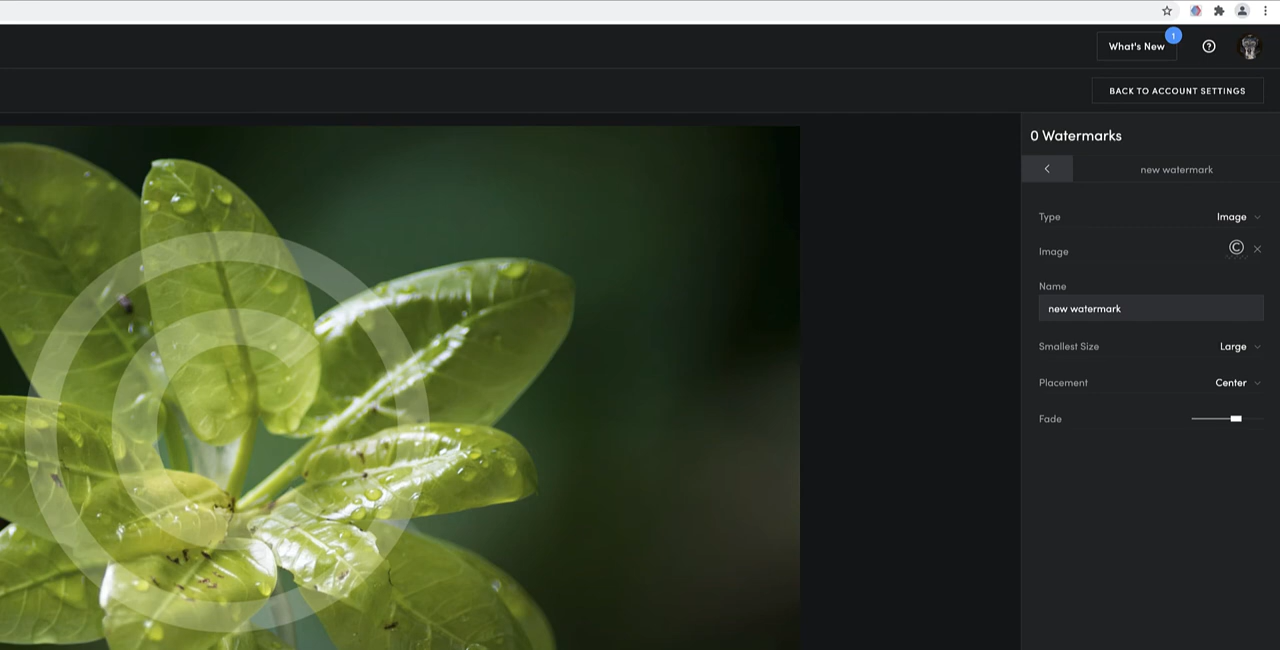 What's New
1
?
BACK TO ACCOUNT SETTINGS
0 Watermarks
new watermark
Type
Image
Image
©
Name
new watermark
Smallest Size
Large
Placement
Center
Fade
©